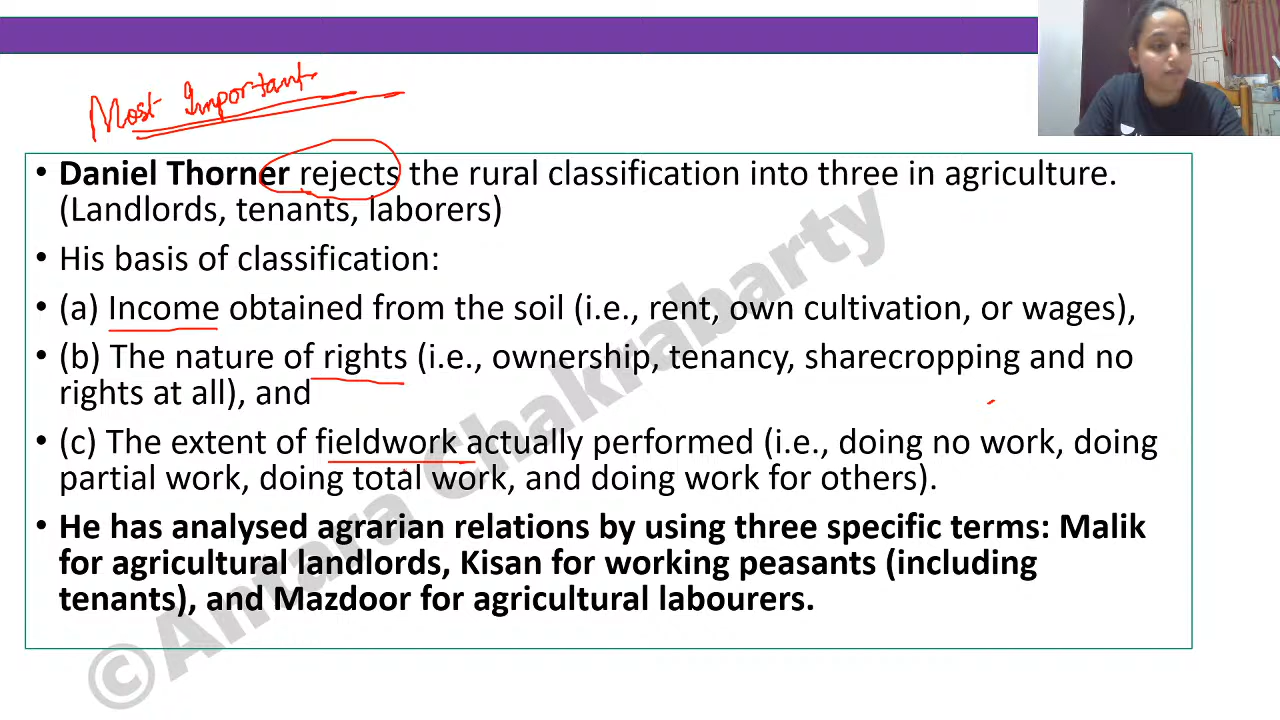 Most Important
• Daniel Thorner rejects the rural classification into three in agriculture.
(Landlords, tenants, laborers)
• His basis of classification:
• (a) Income obtained from the soil (i.e., rent, own cultivation, or wages),
• (b) The nature of rights (i.e., ownership, tenancy, sharecropping and no
rights at all), and
• (c) The extent of fieldwork actually performed (i.e., doing no work, doing
partial work, doing total work, and doing work for others).
• He has analysed agrarian relations by using three specific terms: Malik
for agricultural landlords, Kisan for working peasants (including
tenants), and Mazdoor for agricultural labourers.
©Antara Chakrabarty